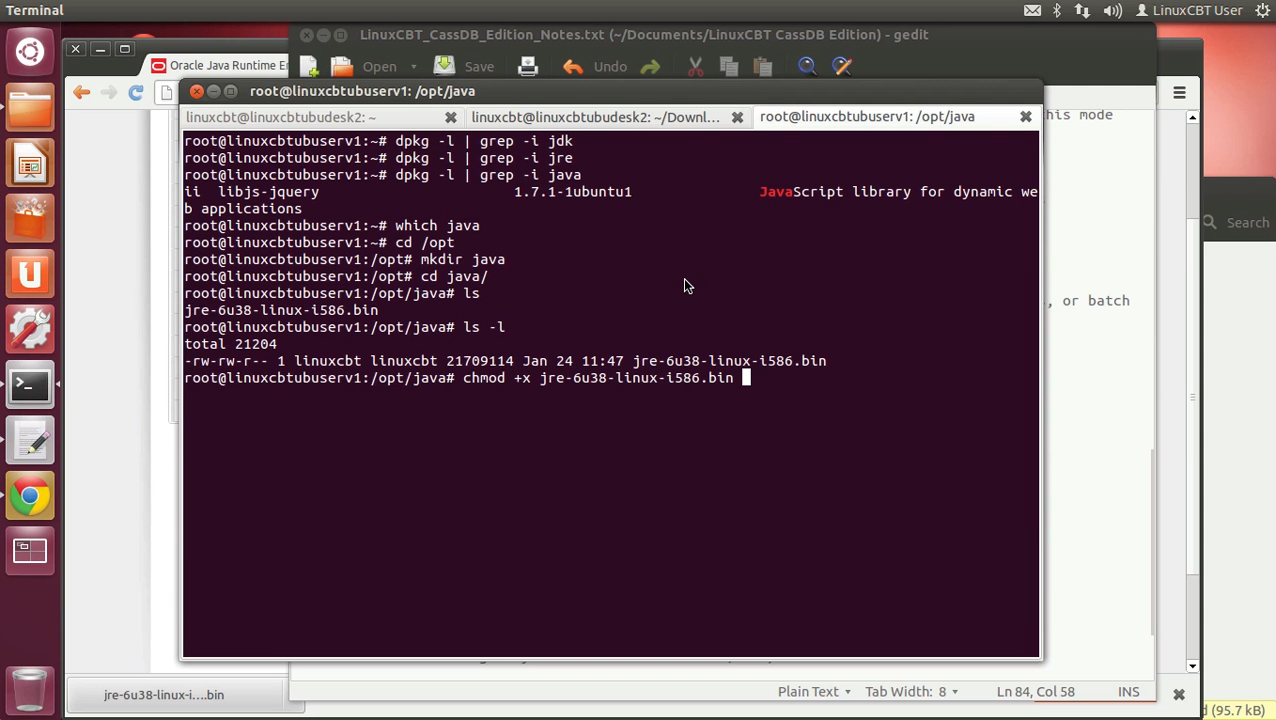 Terminal
LinuxCBT User
LinuxCBT_CassDB_Edition_Notes.txt (~/Documents/LinuxCBT CassDB Edition) - gedit
Oracle Java Runtime En
Open
Save
Undo
root@linuxcbtubuserv1: /opt/java
linuxcbt@linuxcbtubudesk2: ~
linuxcbt@linuxcbtubudesk2: ~/Downl...
root@linuxcbtubuserv1: /opt/java
his mode
root@linuxcbtubuserv1:~# dpkg -l | grep -i jdk
root@linuxcbtubuserv1:~# dpkg -l | grep -i jre
root@linuxcbtubuserv1:~# dpkg -l | grep -i java
ii libjs-jquery 1.7.1-1ubuntu1 JavaScript library for dynamic we
b applications
root@linuxcbtubuserv1:~# which java
root@linuxcbtubuserv1:~# cd /opt
root@linuxcbtubuserv1:/opt# mkdir java
root@linuxcbtubuserv1:/opt# cd java/
root@linuxcbtubuserv1:/opt/java# ls
jre-6u38-linux-i586.bin
root@linuxcbtubuserv1:/opt/java# ls -l
total 21204
-rw-rw-r-- 1 linuxcbt linuxcbt 21709114 Jan 24 11:47 jre-6u38-linux-i586.bin
root@linuxcbtubuserv1:/opt/java# chmod +x jre-6u38-linux-i586.bin
Search
, or batch
jre-6u38-linux-i....bin
Plain Text
Tab Width: 8
Ln 84, Col 58
INS
d (95.7 kB)